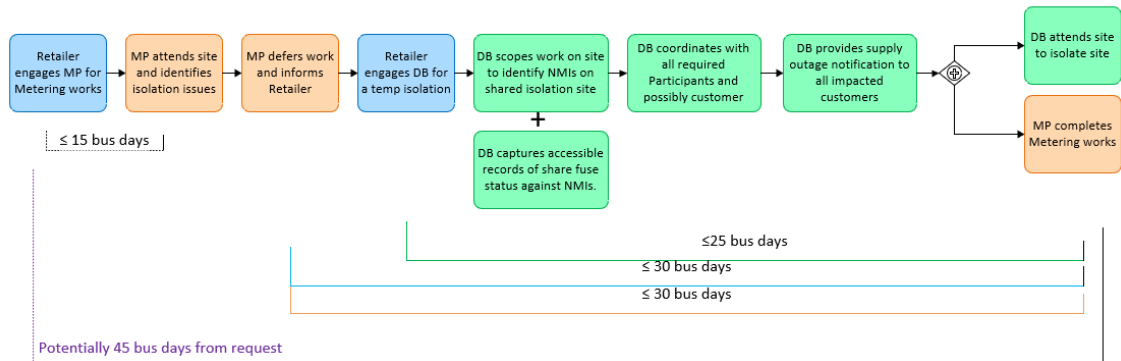 Retailer
engages MP for
Metering works
MP attends site
and identifies
isolation issues
MP defers work
and informs
Retailer
Retailer
engages DB for
a temp isolation
DB scopes work on site
to identify NMIs on
shared isolation site
DB coordinates with
all required
Participants and
possibly customer
DB provides supply
outage notification to
all impacted
customers
DB attends site
to isolate site
MP completes
Metering works
+
DB captures accessible
records of share fuse
status against NMIs.
≤ 15 bus days
≤25 bus days
≤ 30 bus days
≤ 30 bus days
Potentially 45 bus days from request